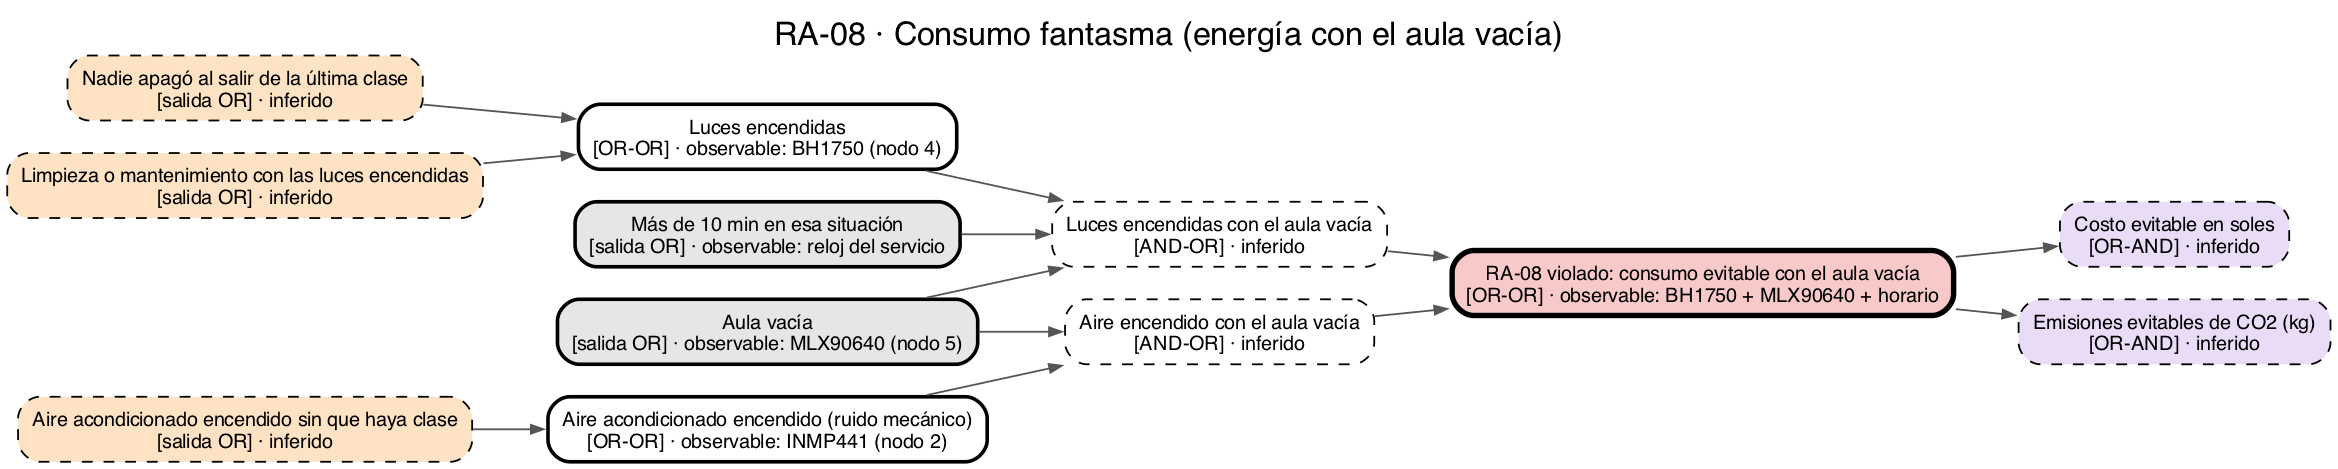 RA-08 · Consumo fantasma (energía con el aula vacía)
Nadie apagó al salir de la última clase
[salida OR] · inferido
Limpieza o mantenimiento con las luces encendidas
[salida OR] · inferido
Aire acondicionado encendido sin que haya clase
[salida OR] · inferido
Luces encendidas
[OR-OR] · observable: BH1750 (nodo 4)
Más de 10 min en esa situación
[salida OR] · observable: reloj del servicio
Aula vacía
[salida OR] · observable: MLX90640 (nodo 5)
Aire acondicionado encendido (ruido mecánico)
[OR-OR] · observable: INMP441 (nodo 2)
Luces encendidas con el aula vacía
[AND-OR] · inferido
Aire encendido con el aula vacía
[AND-OR] · inferido
RA-08 violado: consumo evitable con el aula vacía
[OR-OR] · observable: BH1750 + MLX90640 + horario
Costo evitable en soles
[OR-AND] · inferido
Emisiones evitables de CO2 (kg)
[OR-AND] · inferido